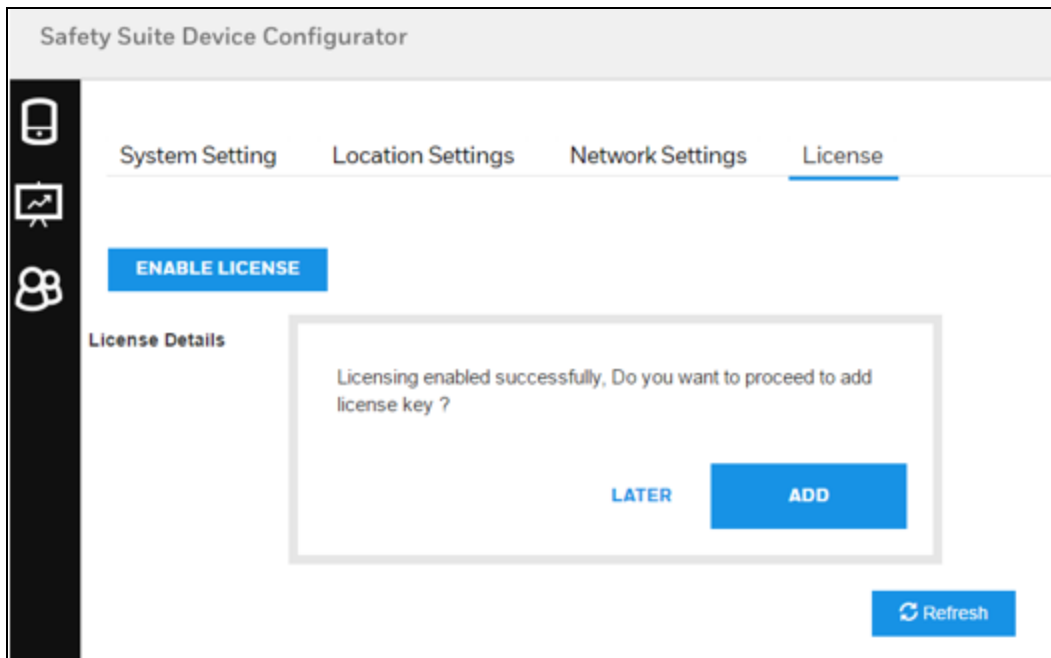 Safety Suite Device Configurator
System Setting Location Settings Network Settings License
ENABLE LICENSE
License Details
Licensing enabled successfully, Do you want to proceed to add
license key ?
LATER ADD
Refresh